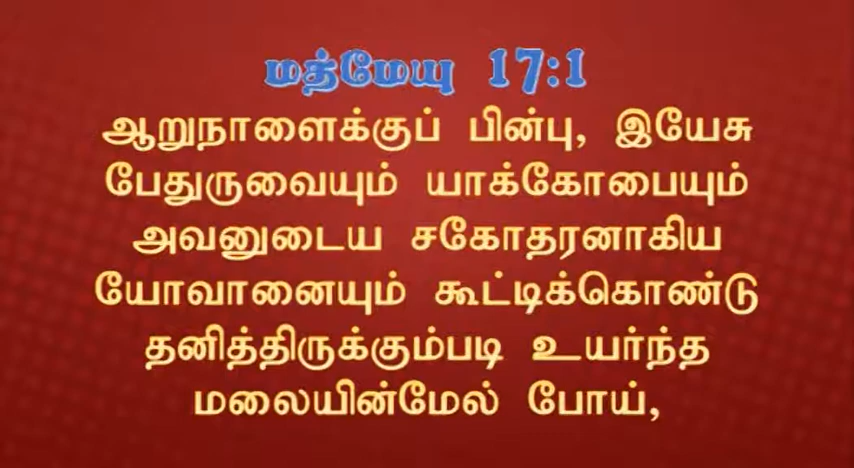 மத்மேயு 17:1
ஆறுநாளைக்குப் பின்பு, இயேசு
பேதுருவையும் யாக்கோபையும்
அவனுடைய சகோதரனாகிய
யோவானையும் கூட்டிக்கொண்டு
தனித்திருக்கும்படி உயர்ந்த
மலையின்மேல் போய்,